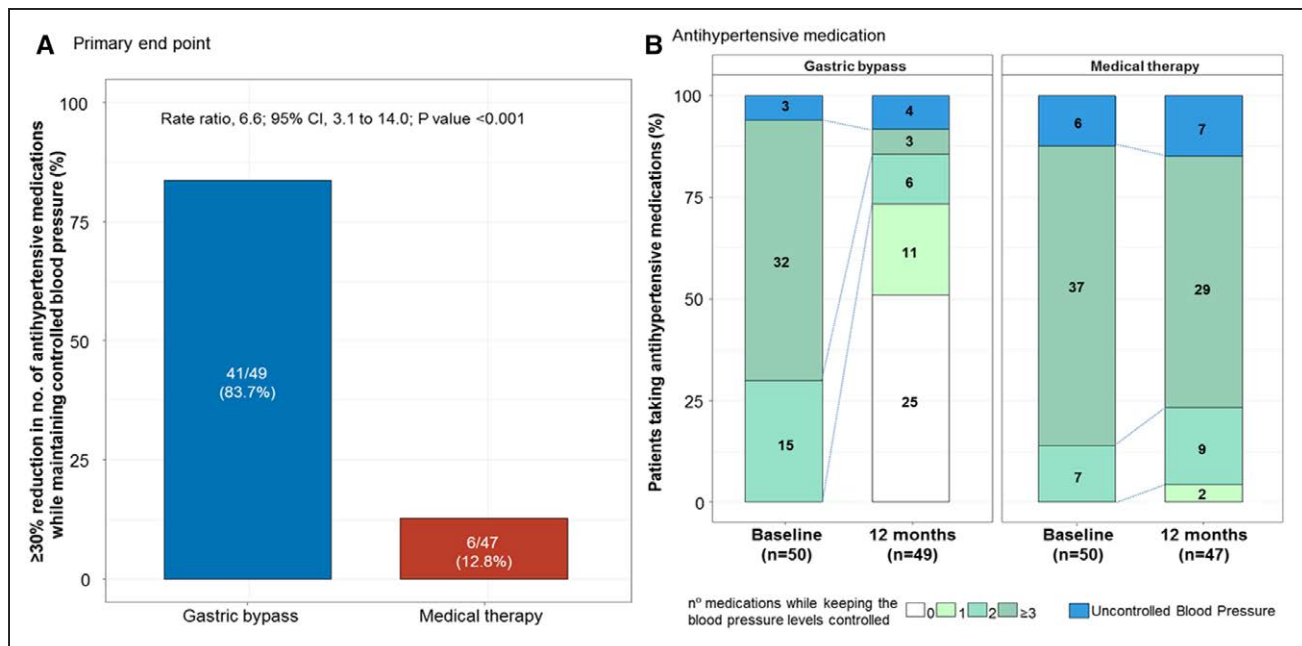 A Primary end point
≥30% reduction in no. of antihypertensive medications
while maintaining controlled blood pressure (%)
100
75
50
25
0
Rate ratio, 6.6; 95% CI, 3.1 to 14.0; P value <0.001
41/49
(83.7%)
6/47
(12.8%)
Gastric bypass
Medical therapy
B Antihypertensive medication
Patients taking antihypertensive medications (%)
Gastric bypass
Medical therapy
100
75
50
25
0
3
32
15
4
3
6
11
25
6
37
7
7
29
9
2
Baseline
(n=50)
12 months
(n=49)
Baseline
(n=50)
12 months
(n=47)
nº medications while keeping the
blood pressure levels controlled
0 1 2 ≥3 Uncontrolled Blood Pressure